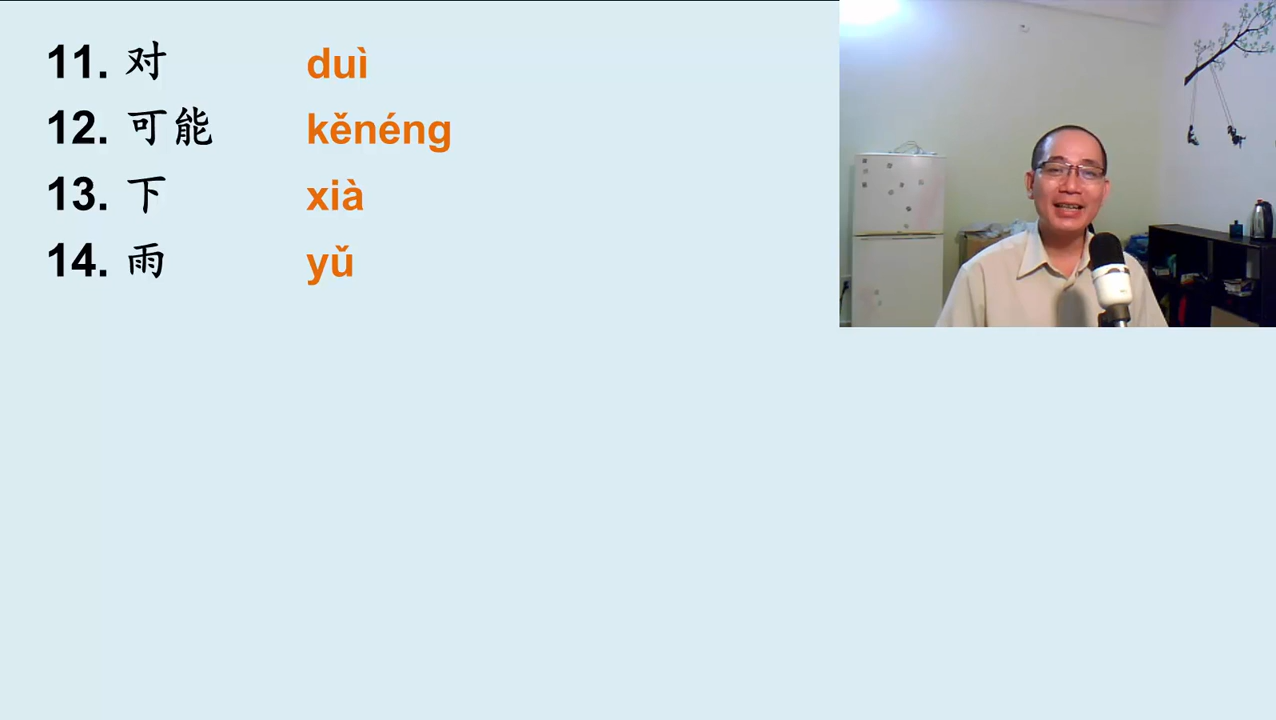 11. 对 duì
12. 可能 kěnéng
13. 下 xià
14. 雨 yǔ